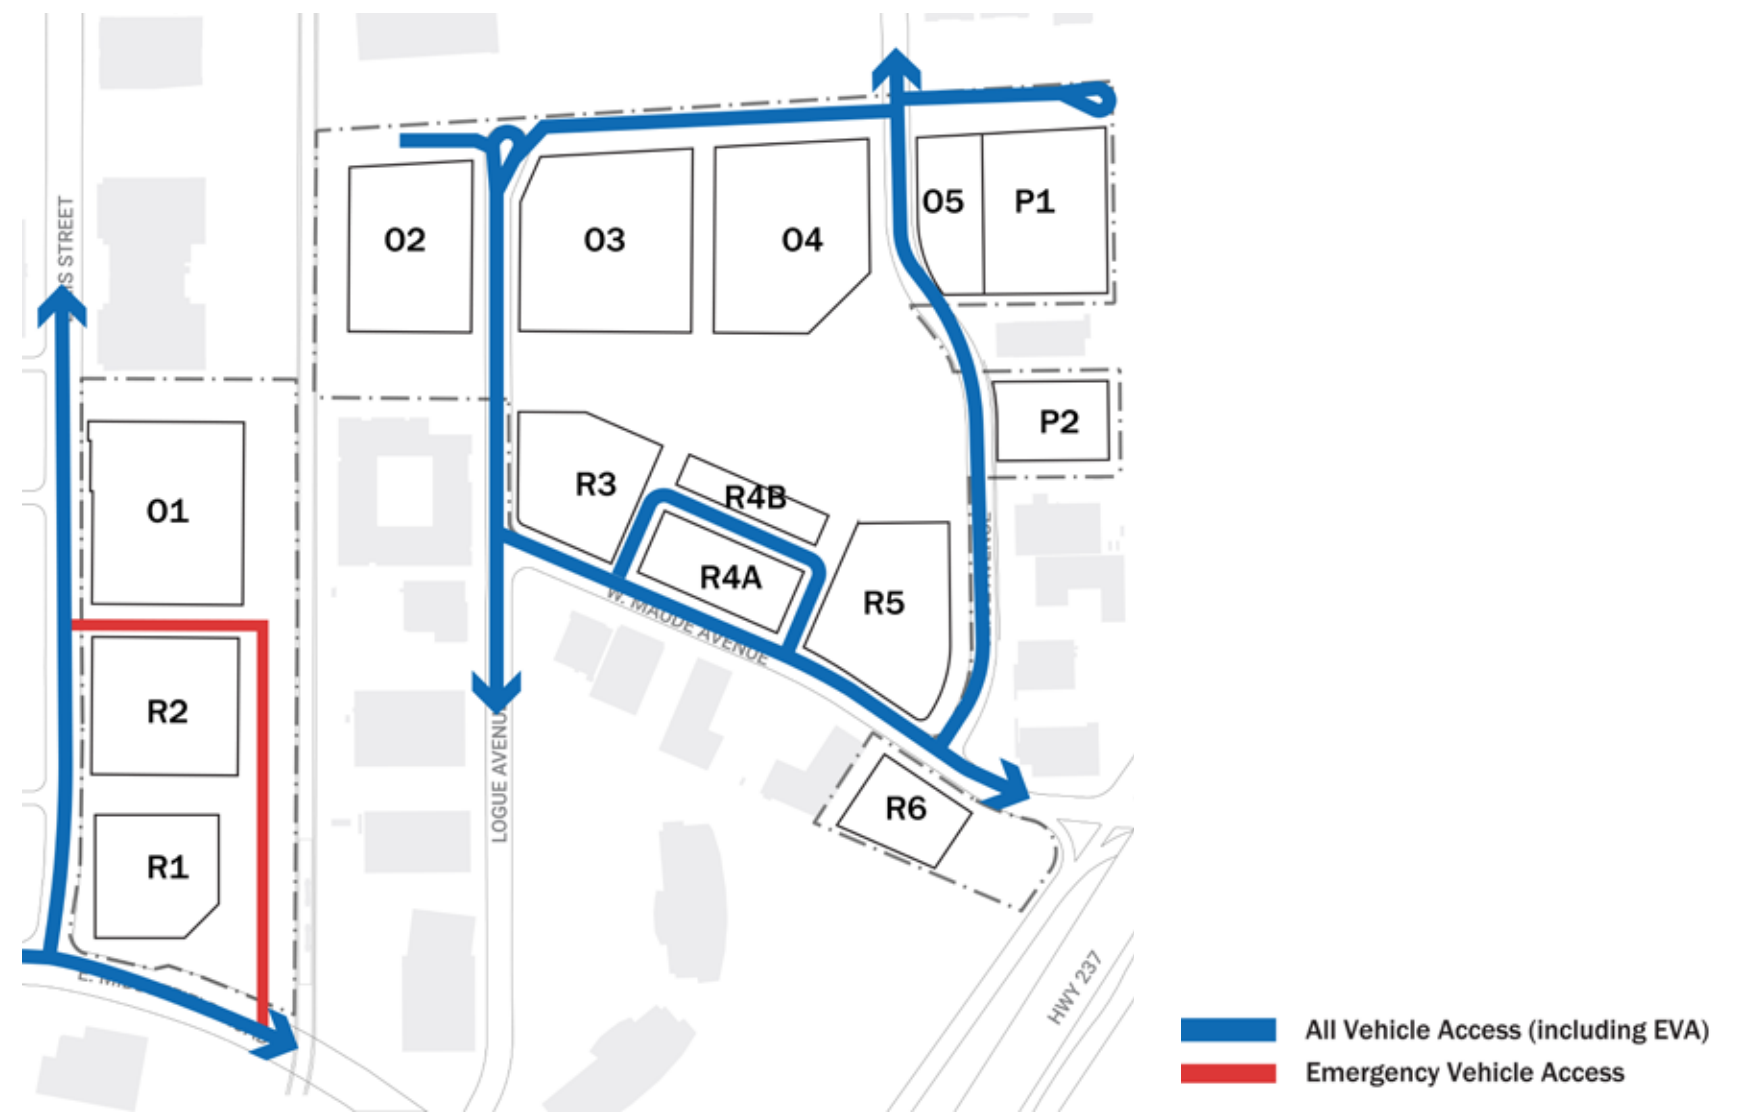 O2
O3
O4
O5
P1
P2
O1
R3
R4B
R4A
R5
R2
R1
R6
STREET
W. MAUDE AVENUE
LOGUE AVENUE
HWY 237
All Vehicle Access (including EVA)
Emergency Vehicle Access